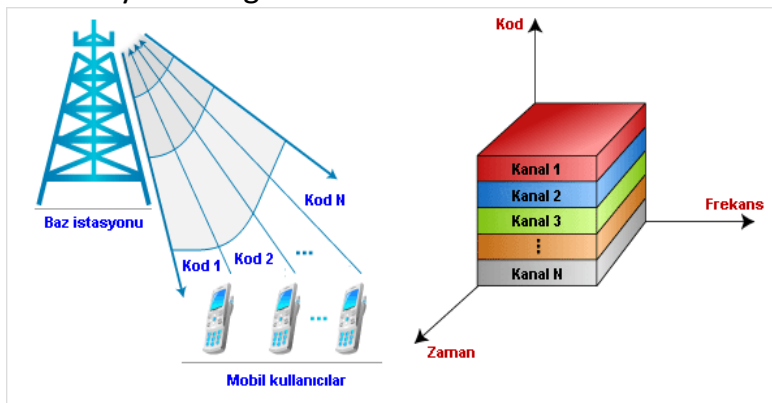 Kod
Kanal 1
Kanal 2
Kanal 3
⋮
Kanal N
Frekans
Zaman
Baz istasyonu
Kod 1
Kod 2
...
Kod N
...
Mobil kullanıcılar